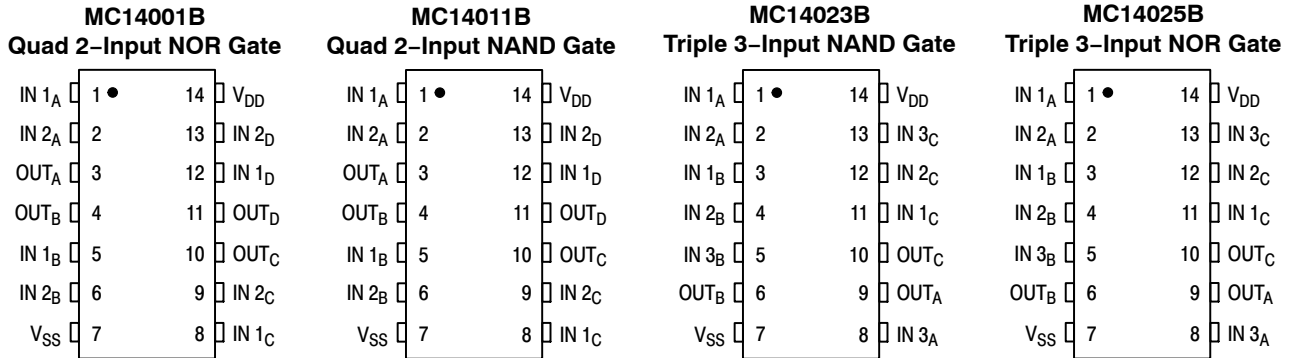 MC14001B
Quad 2–Input NOR Gate
IN 1A 1 14 VDD
IN 2A 2 13 IN 2D
OUTA 3 12 IN 1D
OUTB 4 11 OUTD
IN 1B 5 10 OUTC
IN 2B 6 9 IN 2C
VSS 7 8 IN 1C
MC14011B
Quad 2–Input NAND Gate
IN 1A 1 14 VDD
IN 2A 2 13 IN 2D
OUTA 3 12 IN 1D
OUTB 4 11 OUTD
IN 1B 5 10 OUTC
IN 2B 6 9 IN 2C
VSS 7 8 IN 1C
MC14023B
Triple 3–Input NAND Gate
IN 1A 1 14 VDD
IN 2A 2 13 IN 3C
IN 1B 3 12 IN 2C
IN 2B 4 11 IN 1C
IN 3B 5 10 OUTC
OUTB 6 9 OUTA
VSS 7 8 IN 3A
MC14025B
Triple 3–Input NOR Gate
IN 1A 1 14 VDD
IN 2A 2 13 IN 3C
IN 1B 3 12 IN 2C
IN 2B 4 11 IN 1C
IN 3B 5 10 OUTC
OUTB 6 9 OUTA
VSS 7 8 IN 3A